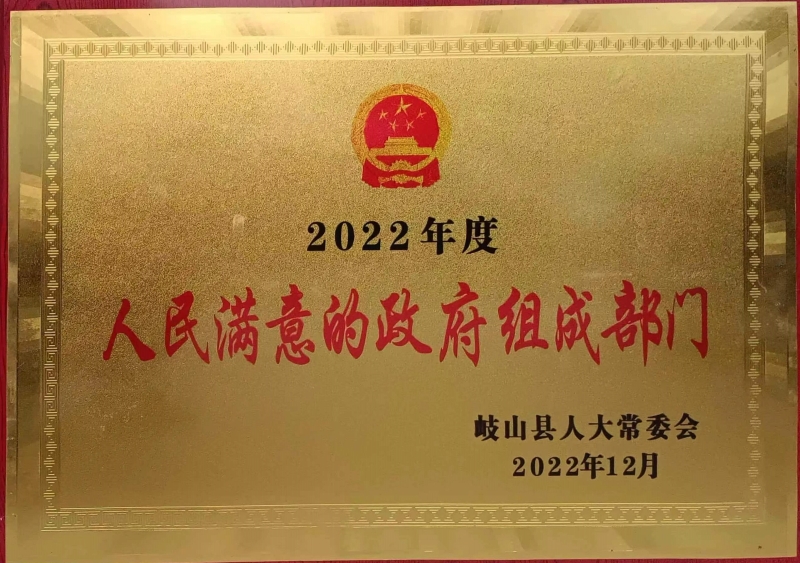 2022年度
人民满意的政府组成部门
岐山县人大常委会
2022年12月